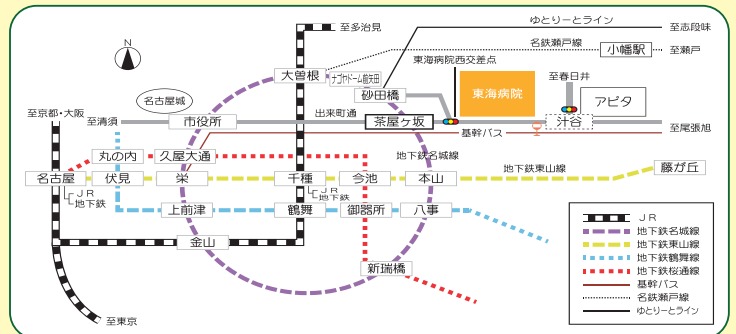 N
至多治見
ゆとりーとライン
至志段味
名鉄瀬戸線
小幡駅
至瀬戸
東海病院西交差点
大曽根
ナゴヤドーム前矢田
砂田橋
東海病院
至春日井
アピタ
名古屋城
至京都・大阪
至清須
市役所
出来町通
茶屋ヶ坂
汁谷
基幹バス
至尾張旭
丸の内
久屋大通
地下鉄名城線
地下鉄東山線
藤が丘
名古屋
伏見
栄
千種
今池
本山
JR
地下鉄
JR
地下鉄
上前津
鶴舞
御器所
八事
金山
新瑞橋
至東京
JR
地下鉄名城線
地下鉄東山線
地下鉄鶴舞線
地下鉄桜通線
基幹バス
名鉄瀬戸線
ゆとりーとライン